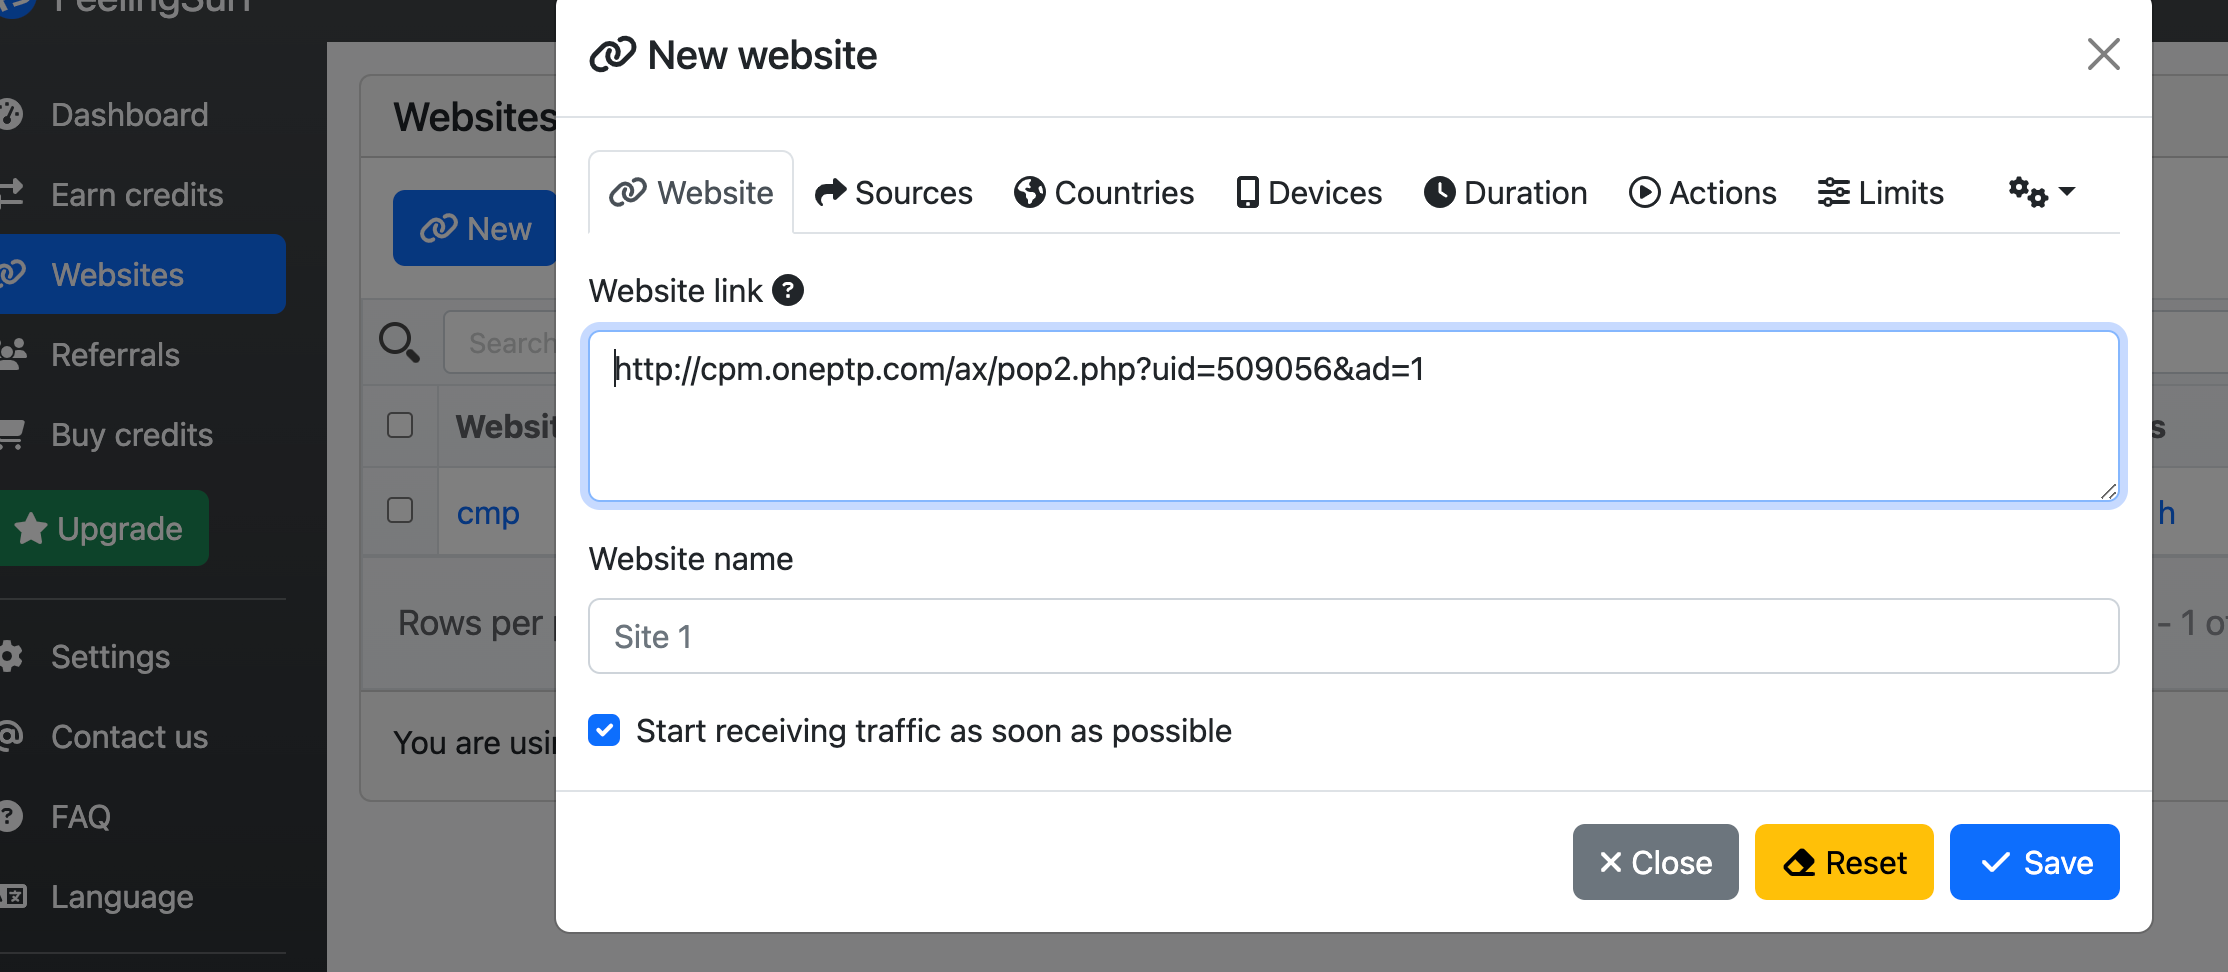 New website
Dashboard
Earn credits
Websites
Referrals
Buy credits
Upgrade
Settings
Contact us
FAQ
Language
Websites
New
Search
cmp
Rows per
You are
Website
Sources
Countries
Devices
Duration
Actions
Limits
Website link
http://cpm.oneptp.com/ax/pop2.php?uid=509056&ad=1
Website name
Site 1
Start receiving traffic as soon as possible
Close
Reset
Save
h
- 1